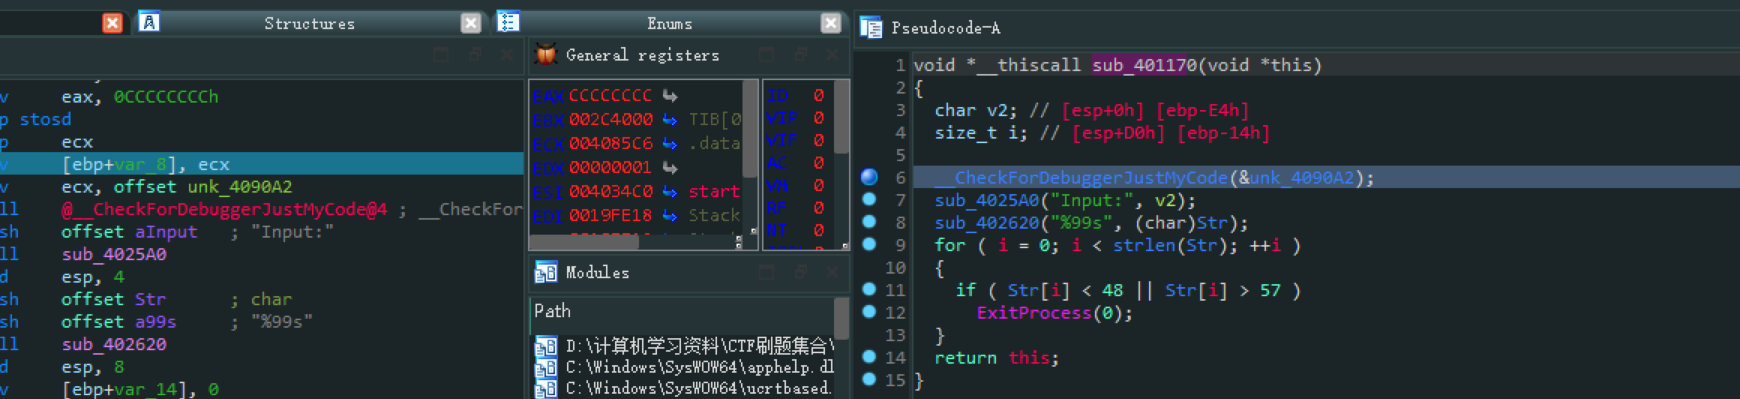 Structures
Enums
Pseudocode-A
General registers
v eax, 0CCCCCCCCh
p stosd
p ecx
v [ebp+var_8], ecx
v ecx, offset unk_4090A2
ll @__CheckForDebuggerJustMyCode@4 ; __CheckFor
sh offset aInput ; "Input:"
ll sub_4025A0
d esp, 4
sh offset Str ; char
sh offset a99s ; "%99s"
ll sub_402620
d esp, 8
v [ebp+var_14], 0
EAX CCCCCCCC
EBX 002C4000 TIB[0
ECX 004085C6 .data
EDX 00000001
ESI 004034C0 start
EDI 0019FE18 Stack
ID 0
VIP 0
VIF 0
AC 0
VM 0
RF 0
NT 0
Modules
Path
D:\计算机学习资料\CTF刷题集合\
C:\Windows\SysWOW64\apphelp.dl
C:\Windows\SysWOW64\ucrtbased.
1 void *__thiscall sub_401170(void *this)
2 {
3 char v2; // [esp+0h] [ebp-E4h]
4 size_t i; // [esp+D0h] [ebp-14h]
5
6 __CheckForDebuggerJustMyCode(&unk_4090A2);
7 sub_4025A0("Input:", v2);
8 sub_402620("%99s", (char)Str);
9 for ( i = 0; i < strlen(Str); ++i )
10 {
11 if ( Str[i] < 48 || Str[i] > 57 )
12 ExitProcess(0);
13 }
14 return this;
15 }